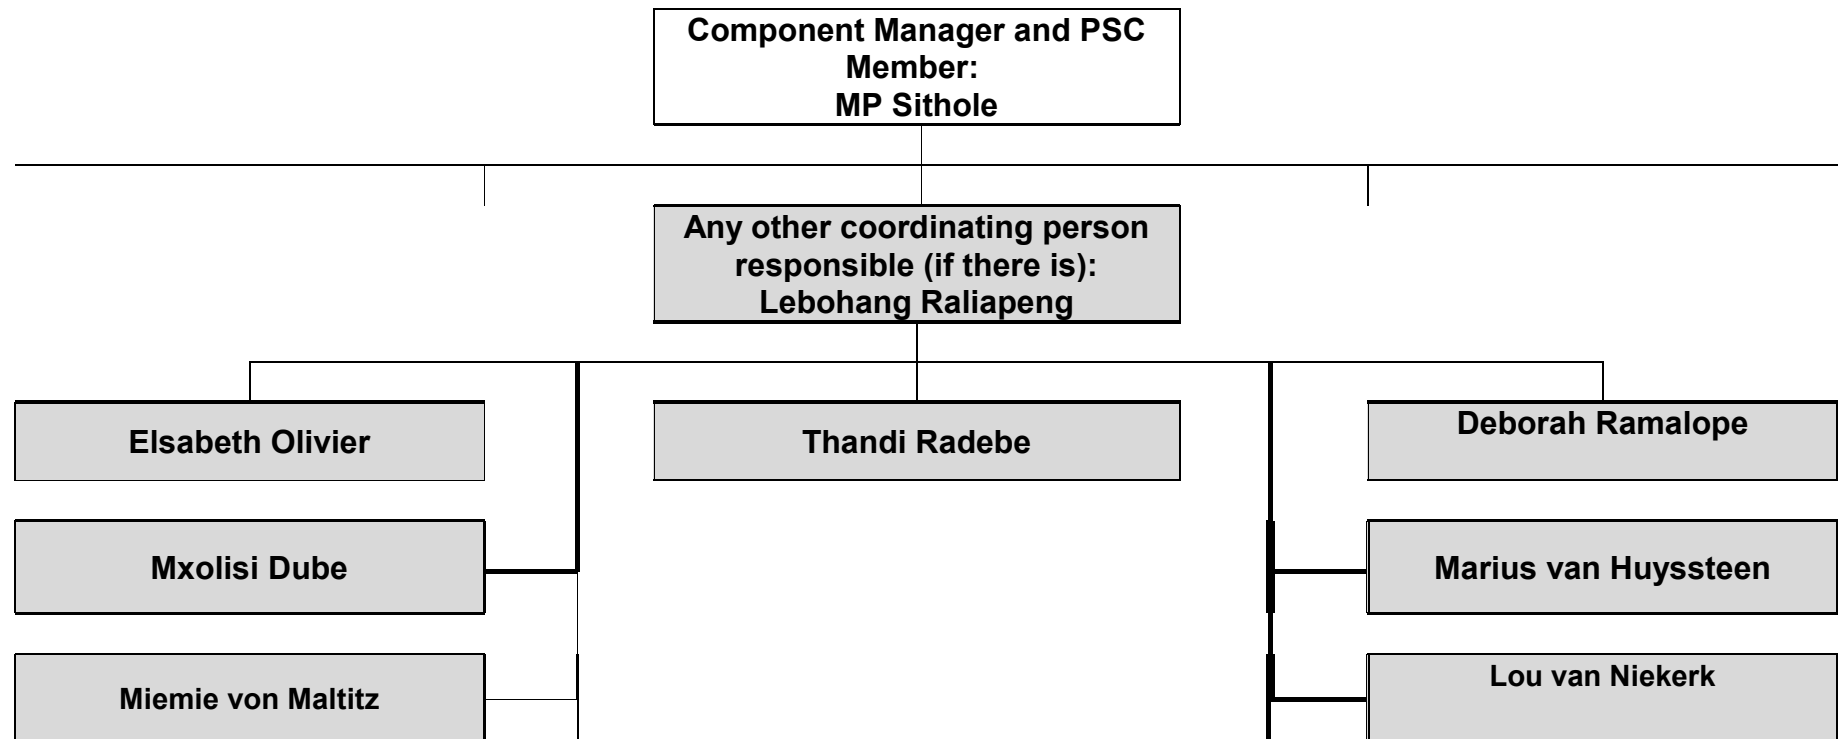 Component Manager and PSC
Member:
MP Sithole
Any other coordinating person
responsible (if there is):
Lebohang Raliapeng
Elsabeth Olivier
Thandi Radebe
Deborah Ramalope
Mxolisi Dube
Marius van Huyssteen
Miemie von Maltitz
Lou van Niekerk